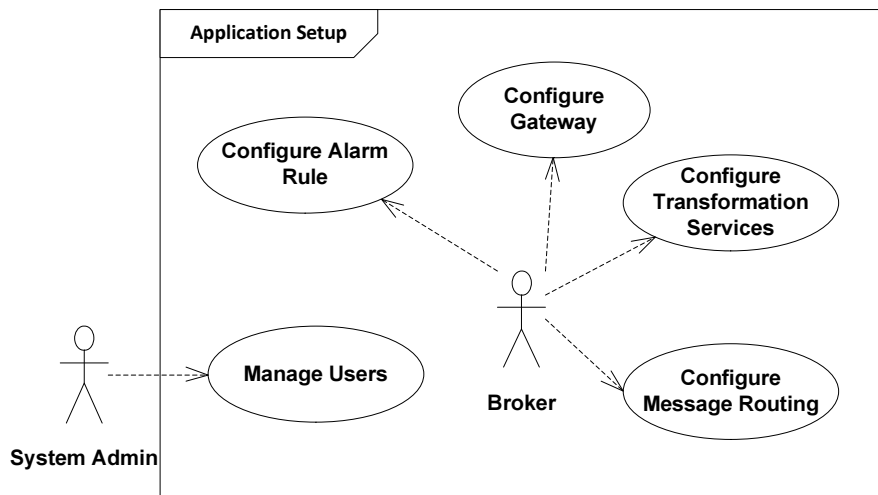 Application Setup
Configure
Gateway
Configure Alarm
Rule
Configure
Transformation
Services
Manage Users
Broker
Configure
Message Routing
System Admin